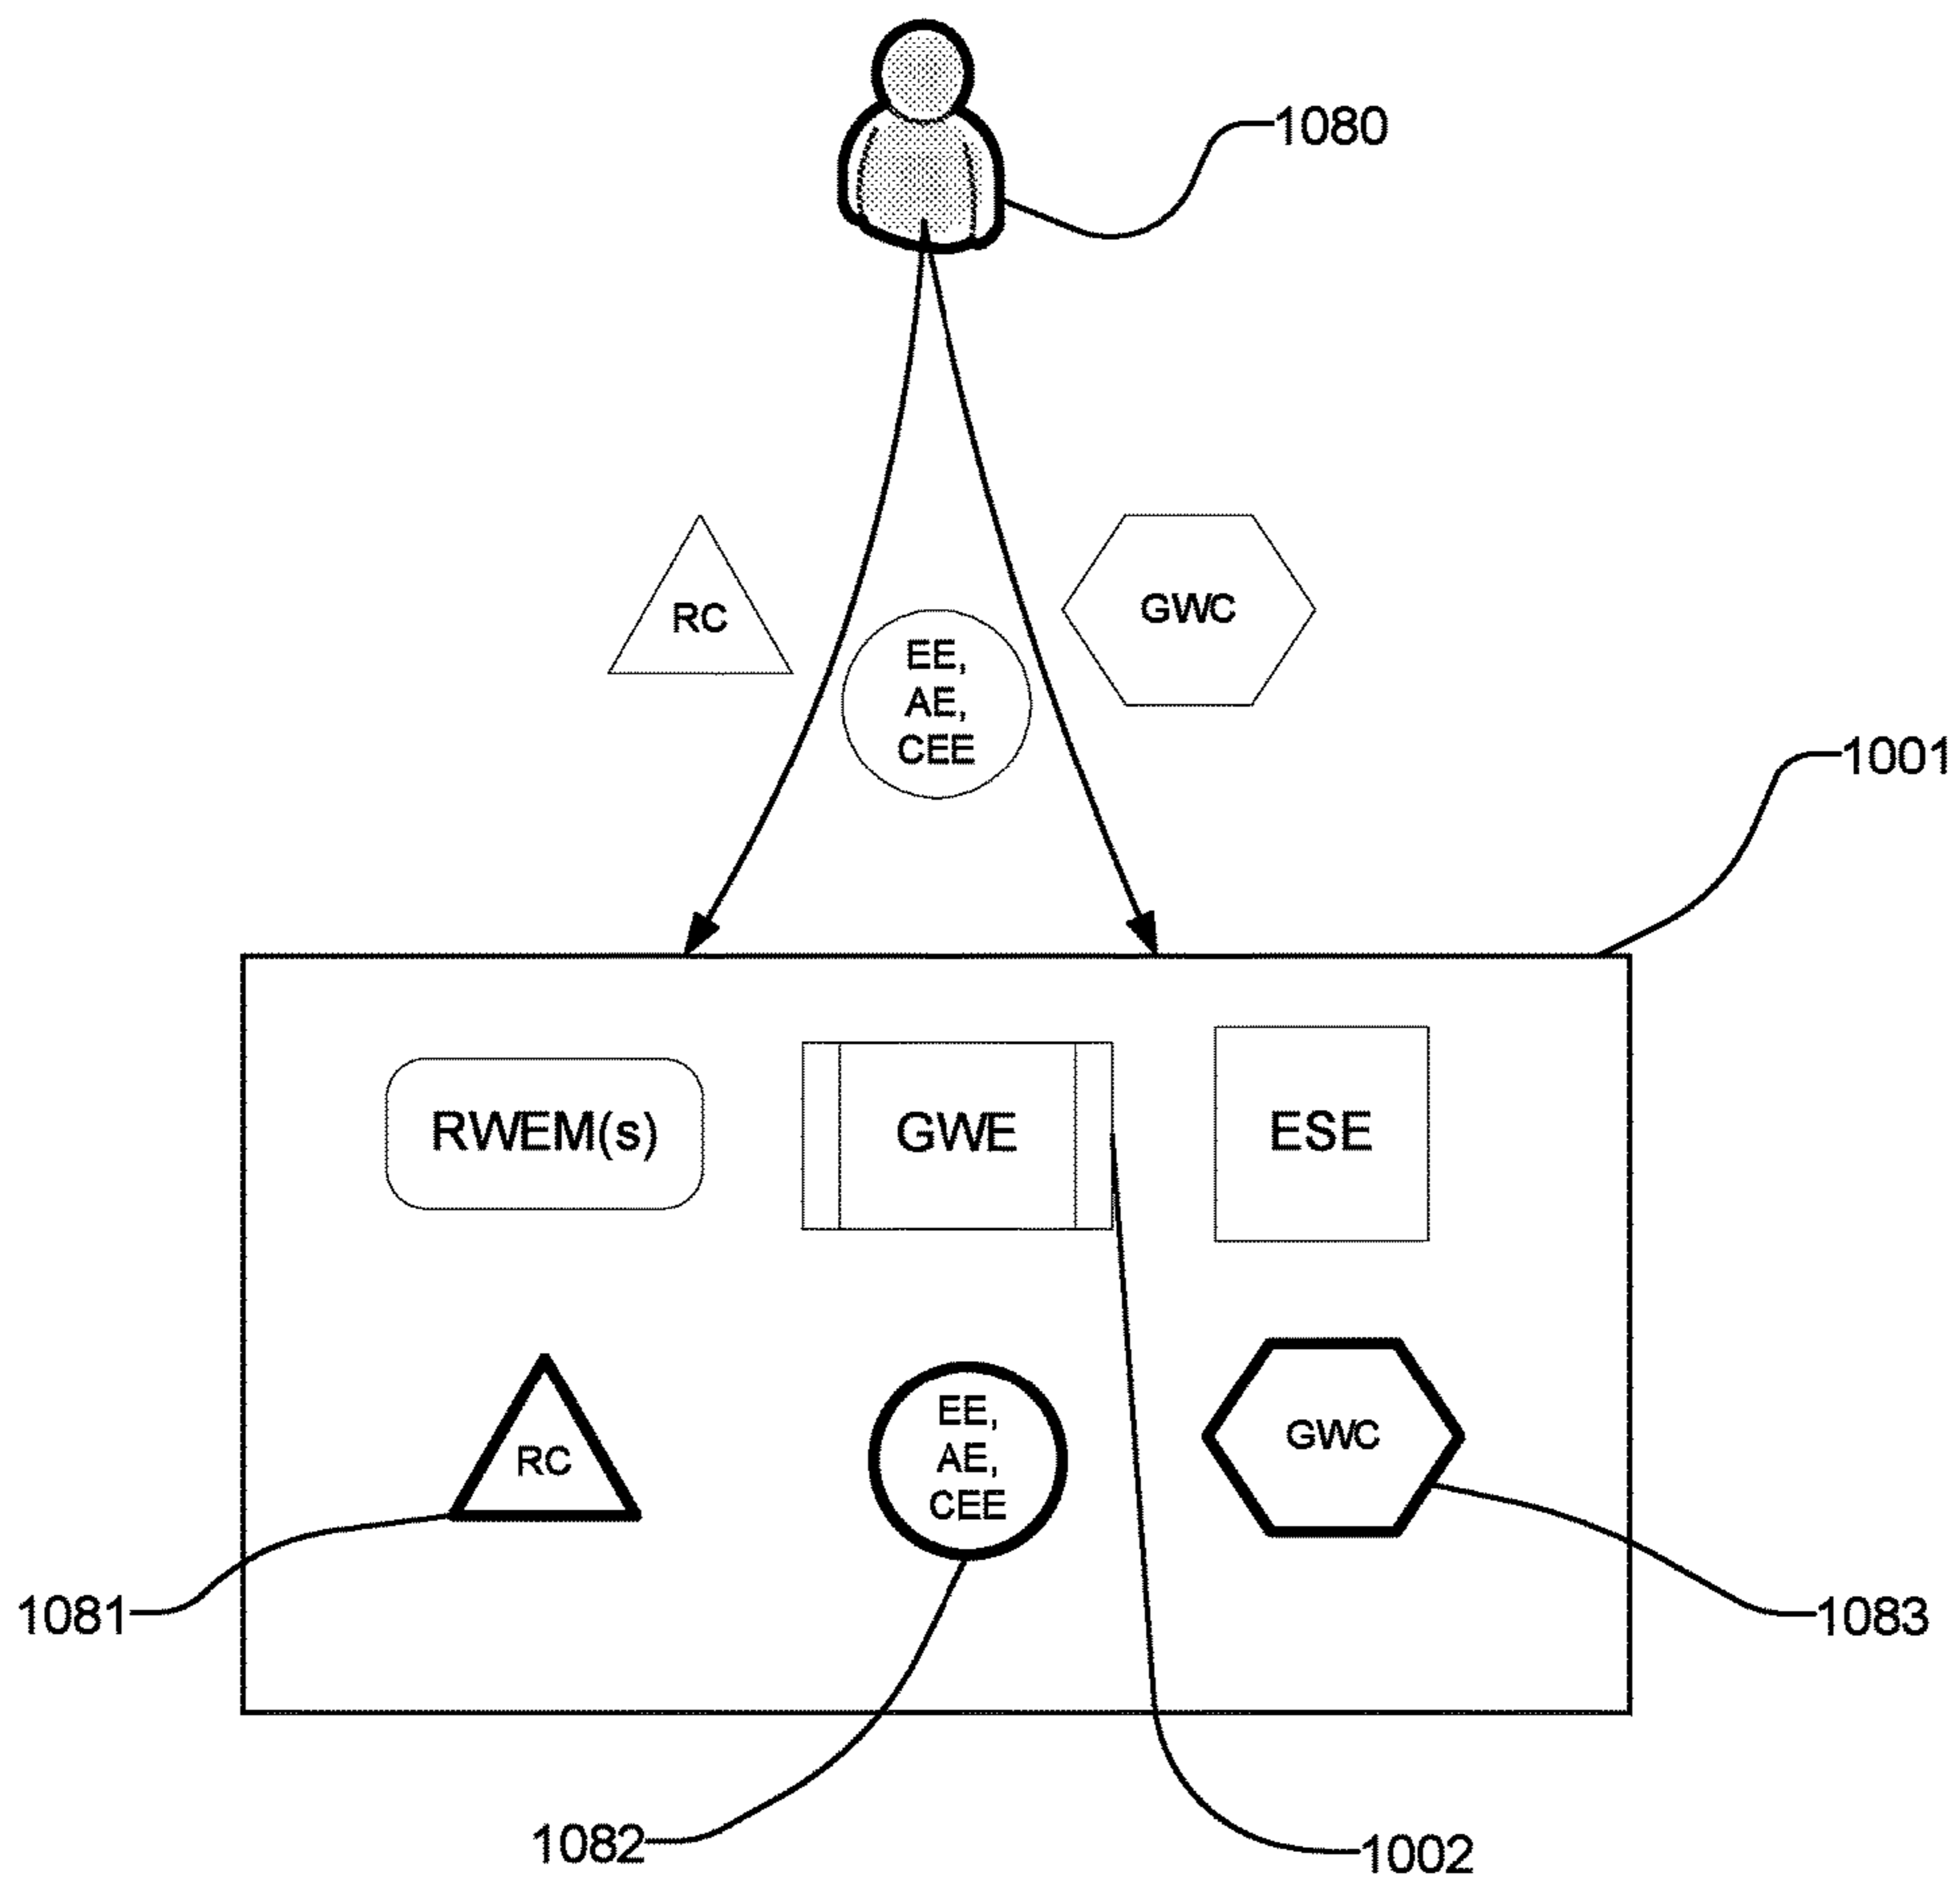 1080
RC
GWC
EE,
AE,
CEE
1001
RWEM(s)
GWE
ESE
RC
EE,
AE,
CEE
GWC
1081
1083
1082
1002